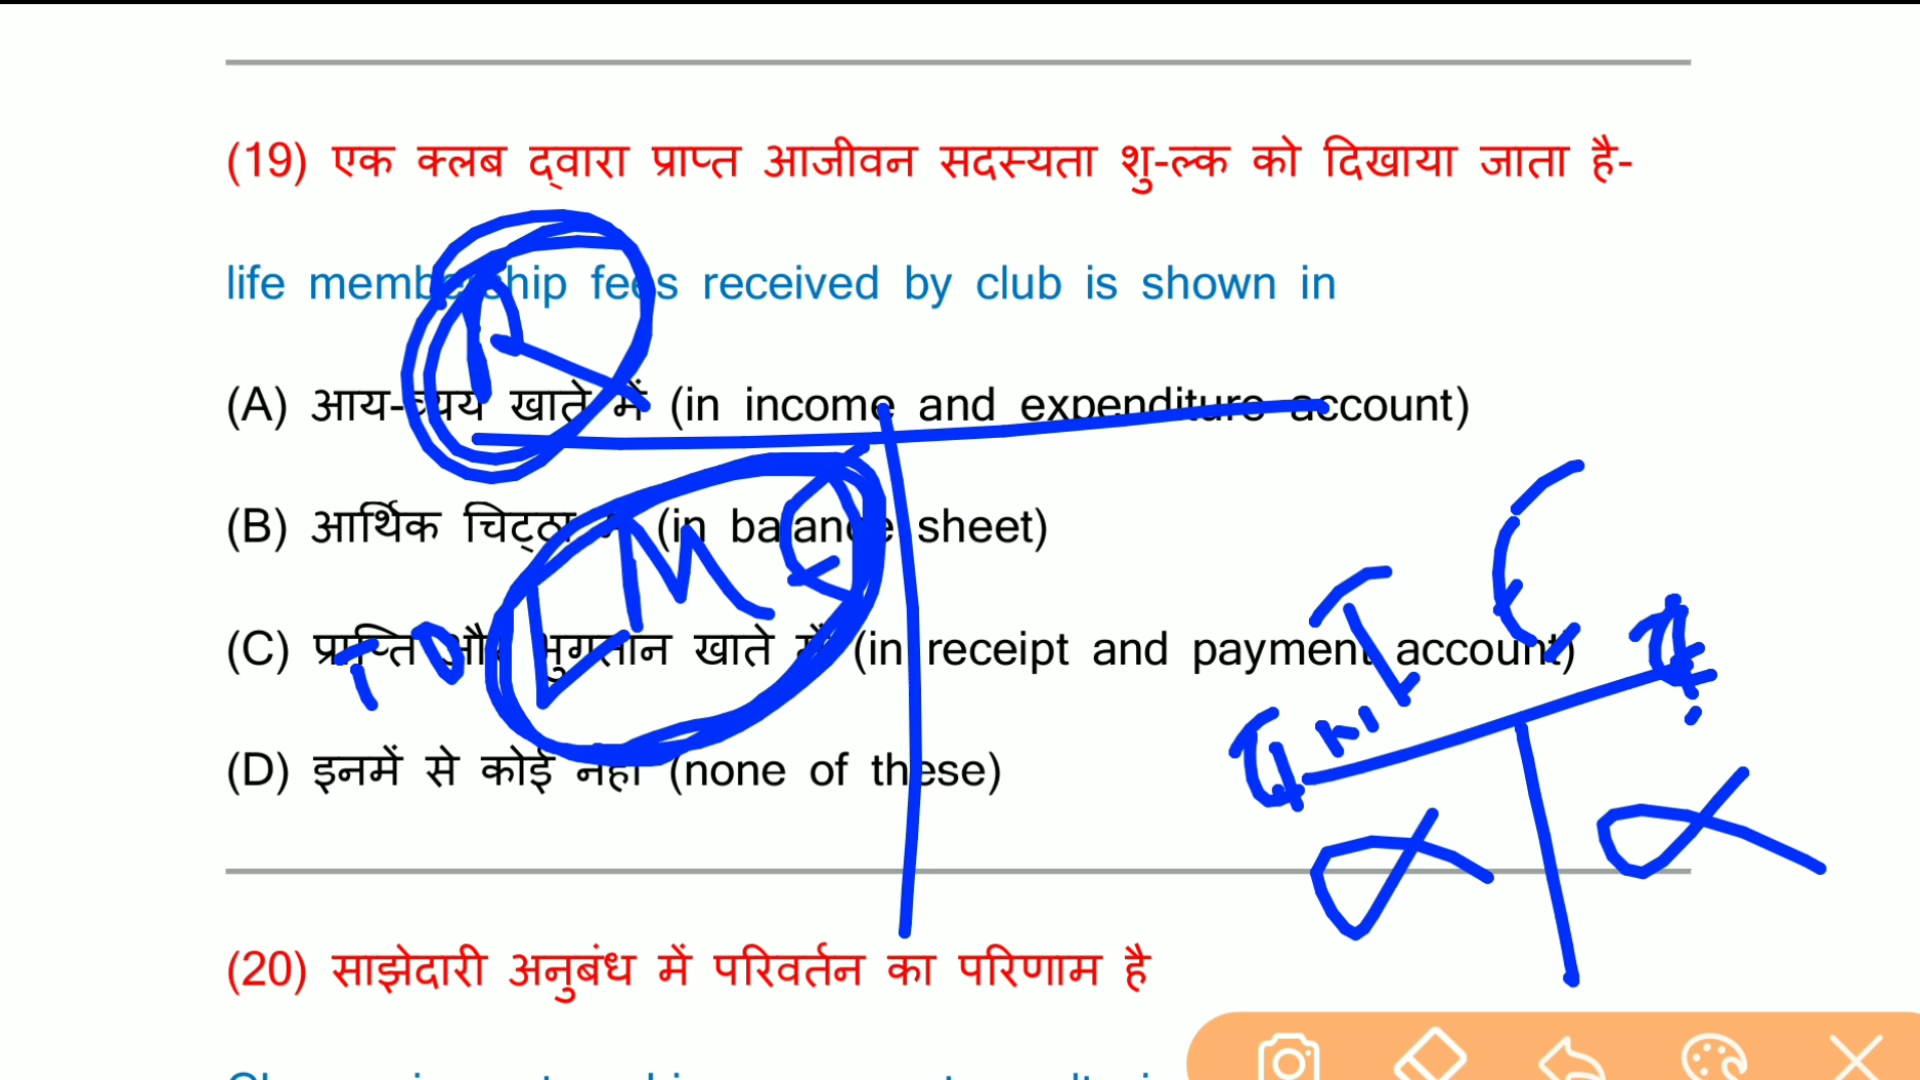 (19) एक क्लब द्वारा प्राप्त आजीवन सदस्यता शु-ल्क को दिखाया जाता है-
life membership fees received by club is shown in
(A) आय-व्यय खाते में (in income and expenditure account)
(B) आर्थिक चिट्ठा में (in balance sheet)
(C) प्राप्ति और भुगतान खाते में (in receipt and payment account)
(D) इनमें से कोई नहीं (none of these)
(20) साझेदारी अनुबंध में परिवर्तन का परिणाम है
R
To LMF